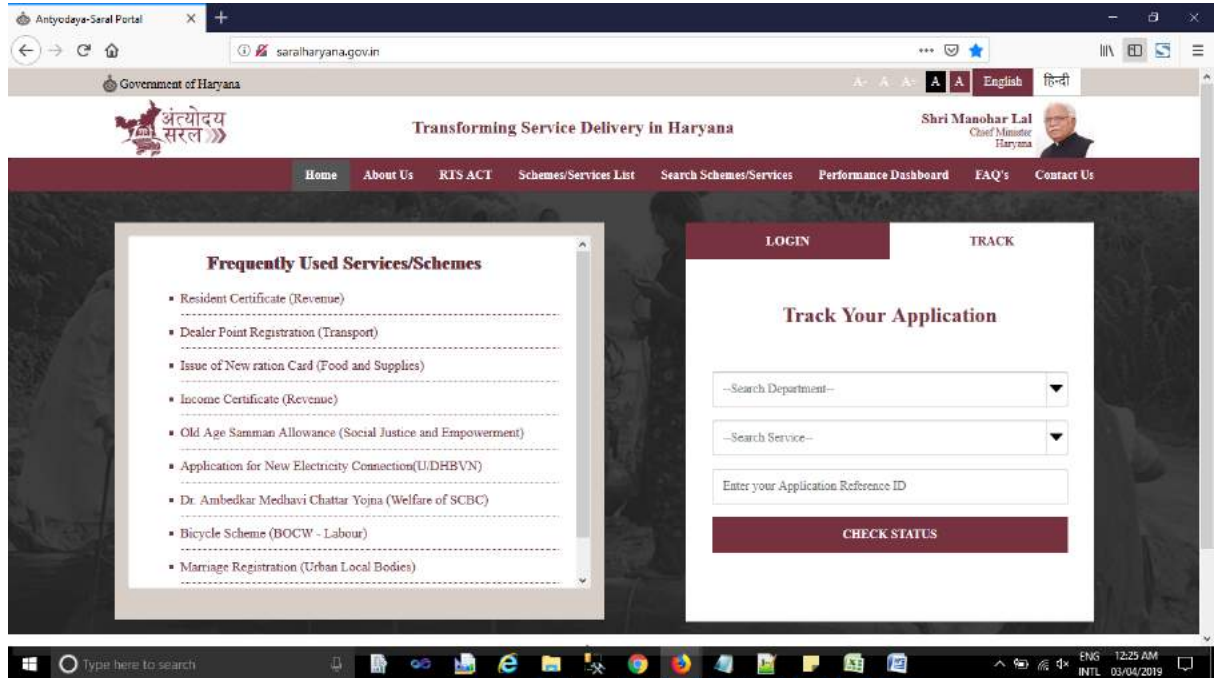 Antyodaya-Saral Portal
saralharyana.gov.in
Government of Haryana
A- A A+ A A English हिन्दी
अंत्योदय
सरल
Transforming Service Delivery in Haryana
Shri Manohar Lal
Chief Minister
Haryana
Home About Us RTS ACT Schemes/Services List Search Schemes/Services Performance Dashboard FAQ's Contact Us
Frequently Used Services/Schemes
Resident Certificate (Revenue)
Dealer Point Registration (Transport)
Issue of New ration Card (Food and Supplies)
Income Certificate (Revenue)
Old Age Samman Allowance (Social Justice and Empowerment)
Application for New Electricity Connection(U/DHBVN)
Dr. Ambedkar Medhavi Chattar Yojna (Welfare of SCBC)
Bicycle Scheme (BOCW - Labour)
Marriage Registration (Urban Local Bodies)
LOGIN TRACK
Track Your Application
--Search Department--
--Search Service--
Enter your Application Reference ID
CHECK STATUS
Type here to search
ENG 12:25 AM
INTL 03/04/2019